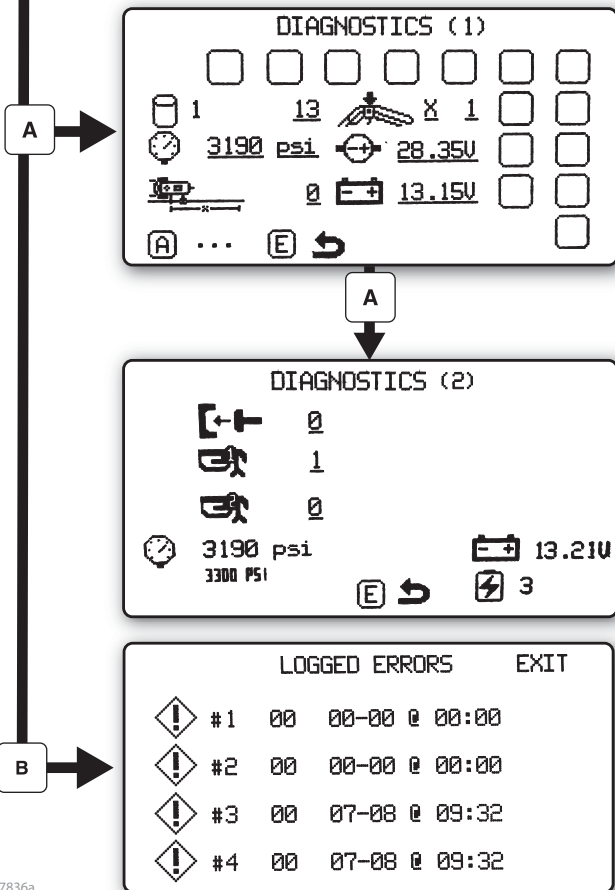 DIAGNOSTICS (1)
1 13 X 1
A
3190 psi -+ 28.35V
x 0 - + 13.15V
A ... E
A
DIAGNOSTICS (2)
0
1
0
3190 psi - + 13.21V
3300 PSI
E 3
LOGGED ERRORS EXIT
#1 00 00-00 @ 00:00
#2 00 00-00 @ 00:00
B
#3 00 07-08 @ 09:32
#4 00 07-08 @ 09:32
7836a